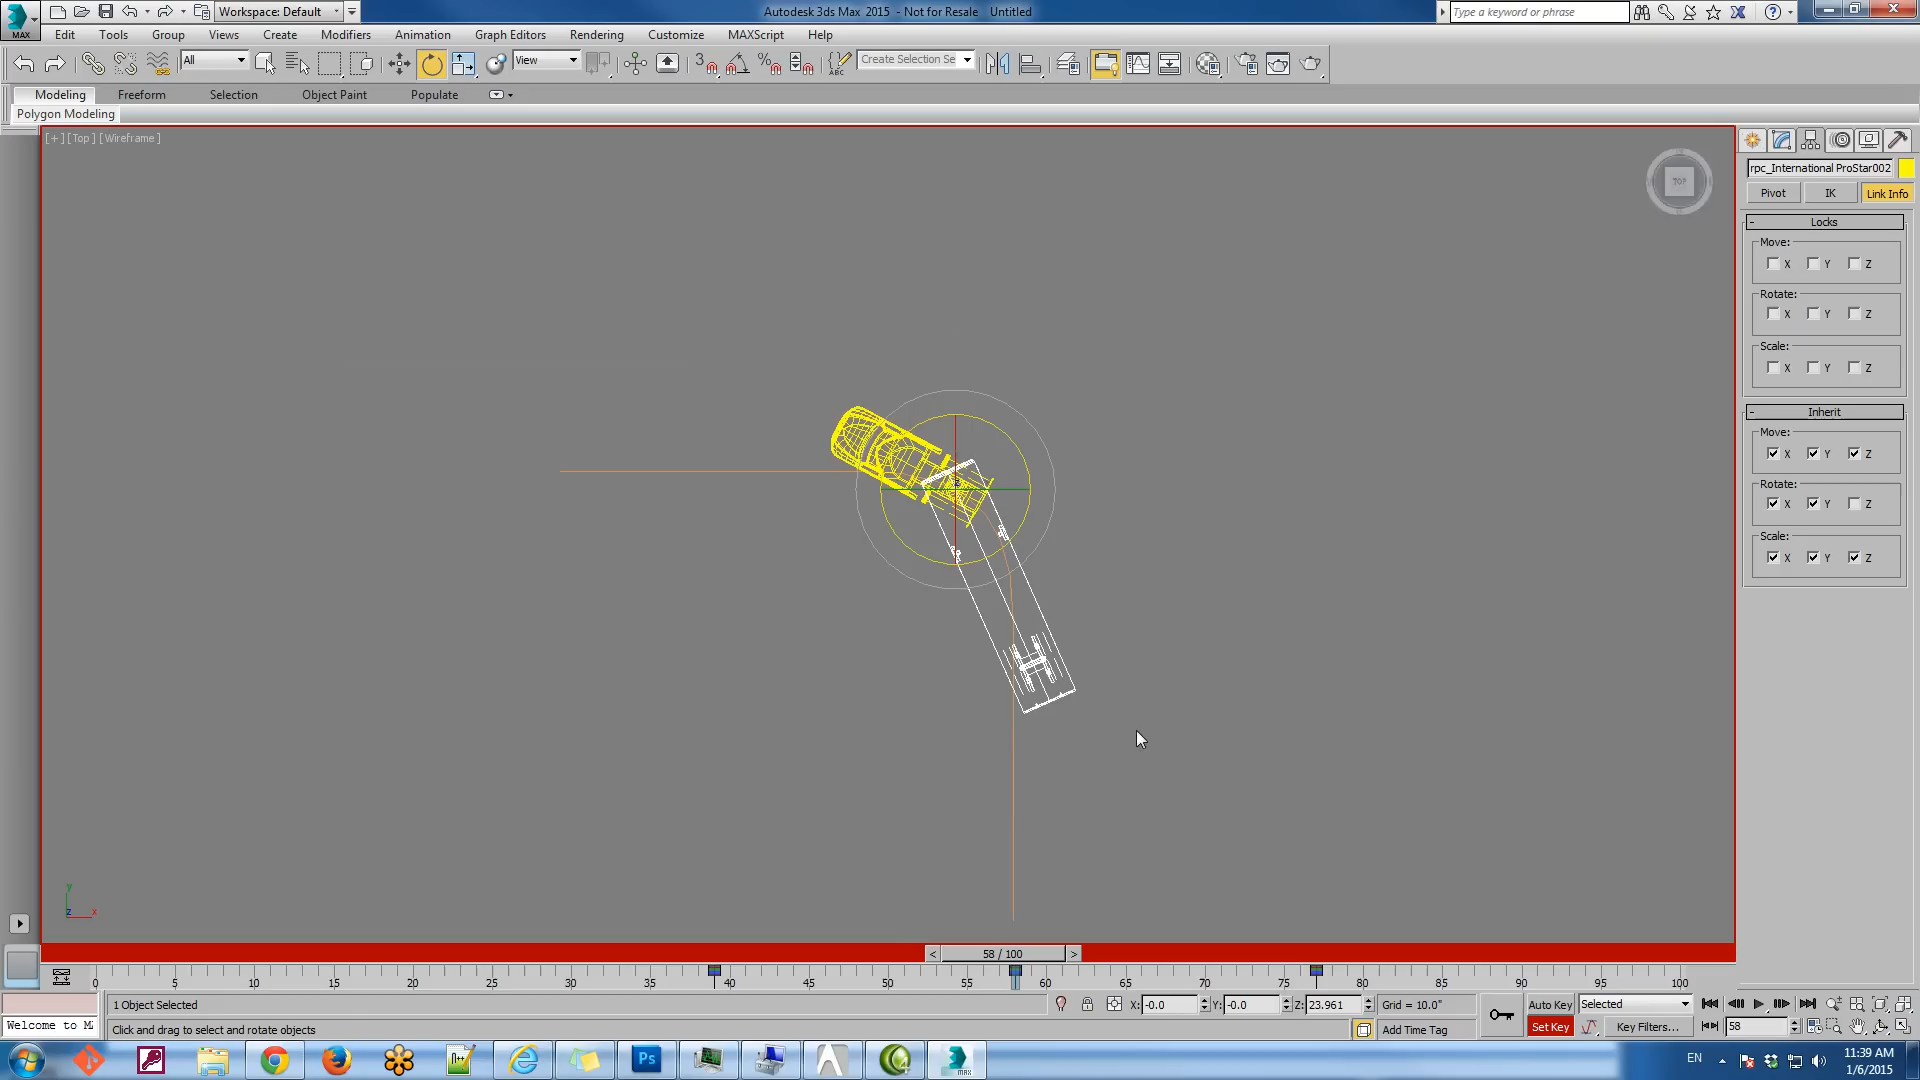 Workspace: Default
Autodesk 3ds Max 2015 - Not for Resale Untitled
Type a keyword or phrase
MAX
Edit Tools Group Views Create Modifiers Animation Graph Editors Rendering Customize MAXScript Help
All
View
3
ABC
Create Selection Se
Modeling Freeform Selection Object Paint Populate
Polygon Modeling
[+][Top][Wireframe]
TOP
rpc_International ProStar002
Pivot IK Link Info
- Locks
Move:
X Y Z
Rotate:
X Y Z
Scale:
X Y Z
- Inherit
Move:
X Y Z
Rotate:
X Y Z
Scale:
X Y Z
y
z x
< 58 / 100 >
0 5 10 15 20 25 30 35 40 45 50 55 60 65 70 75 80 85 90 95 100
1 Object Selected
X: -0.0 Y: -0.0 Z: 23.961 Grid = 10.0"
Auto Key Selected
Welcome to M
Click and drag to select and rotate objects
Add Time Tag
Set Key Key Filters... 58
Ps
MAX
EN
11:39 AM
1/6/2015